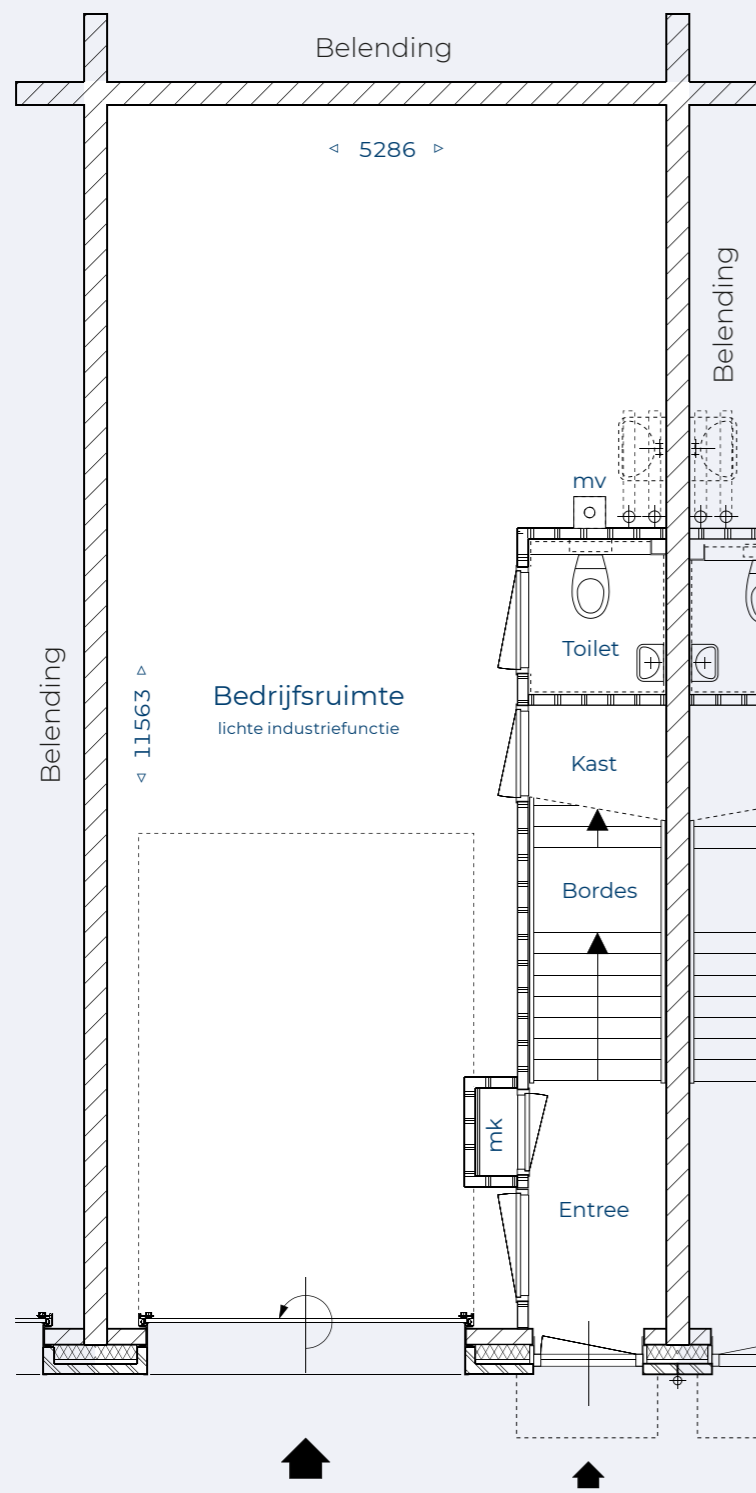 Belending
5286
Belending
mv
Toilet
Belending
11563
Bedrijfsruimte
lichte industriefunctie
Kast
Bordes
mk
Entree